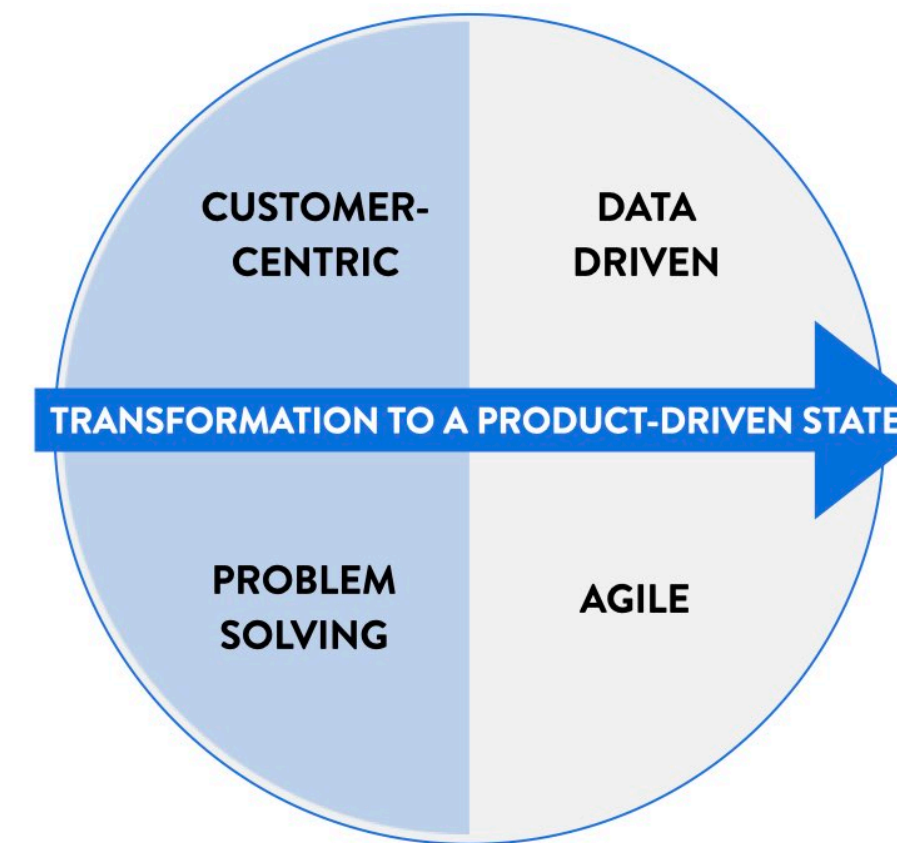 CUSTOMER-
CENTRIC
DATA
DRIVEN
TRANSFORMATION TO A PRODUCT-DRIVEN STATE
PROBLEM
SOLVING
AGILE